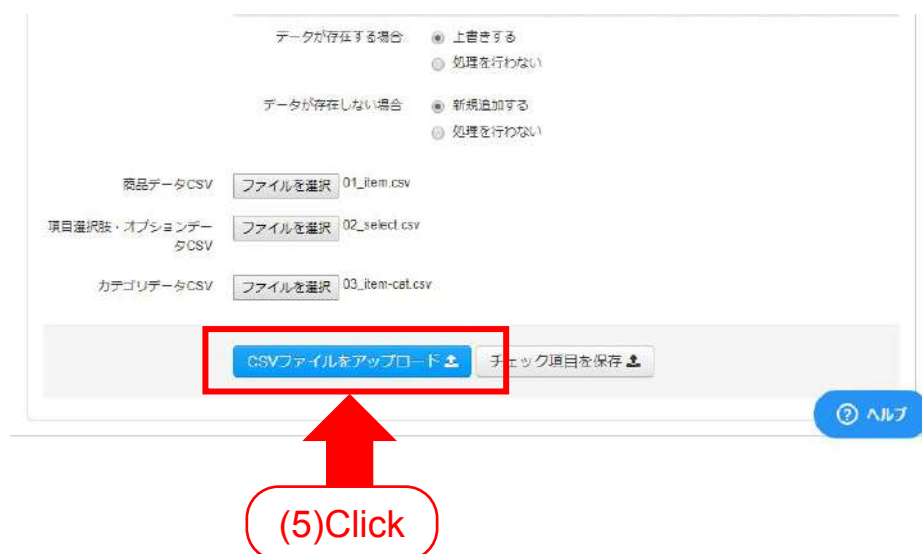 データが存在する場合 上書きする
処理を行わない
データが存在しない場合 新規追加する
処理を行わない
商品データCSV ファイルを選択 01_item.csv
項目選択肢・オプションデー ファイルを選択 02_select.csv
タCSV
カテゴリデータCSV ファイルを選択 03_item-cat.csv
CSVファイルをアップロード チェック項目を保存
? ヘルプ
(5)Click